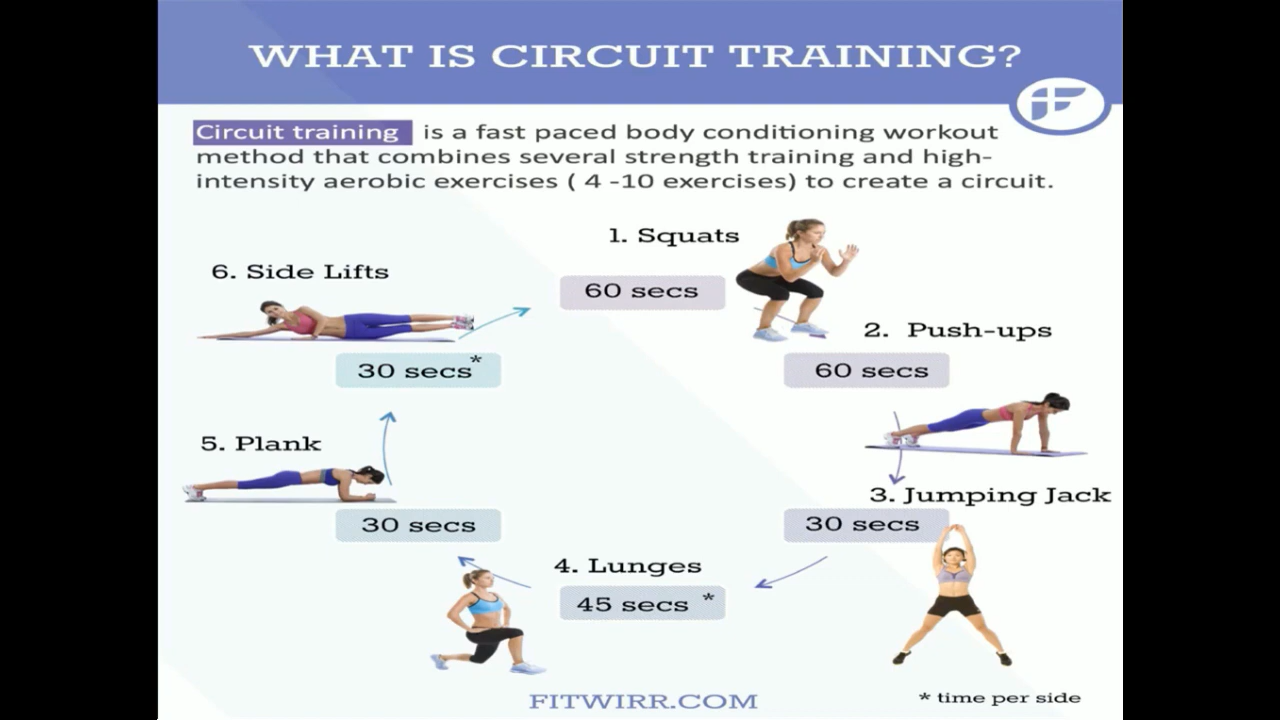 WHAT IS CIRCUIT TRAINING?
Circuit training is a fast paced body conditioning workout
method that combines several strength training and high-
intensity aerobic exercises ( 4 -10 exercises) to create a circuit.
1. Squats
60 secs
2. Push-ups
60 secs
3. Jumping Jack
30 secs
4. Lunges
45 secs *
5. Plank
30 secs
6. Side Lifts
30 secs*
FITWIRR.COM
* time per side